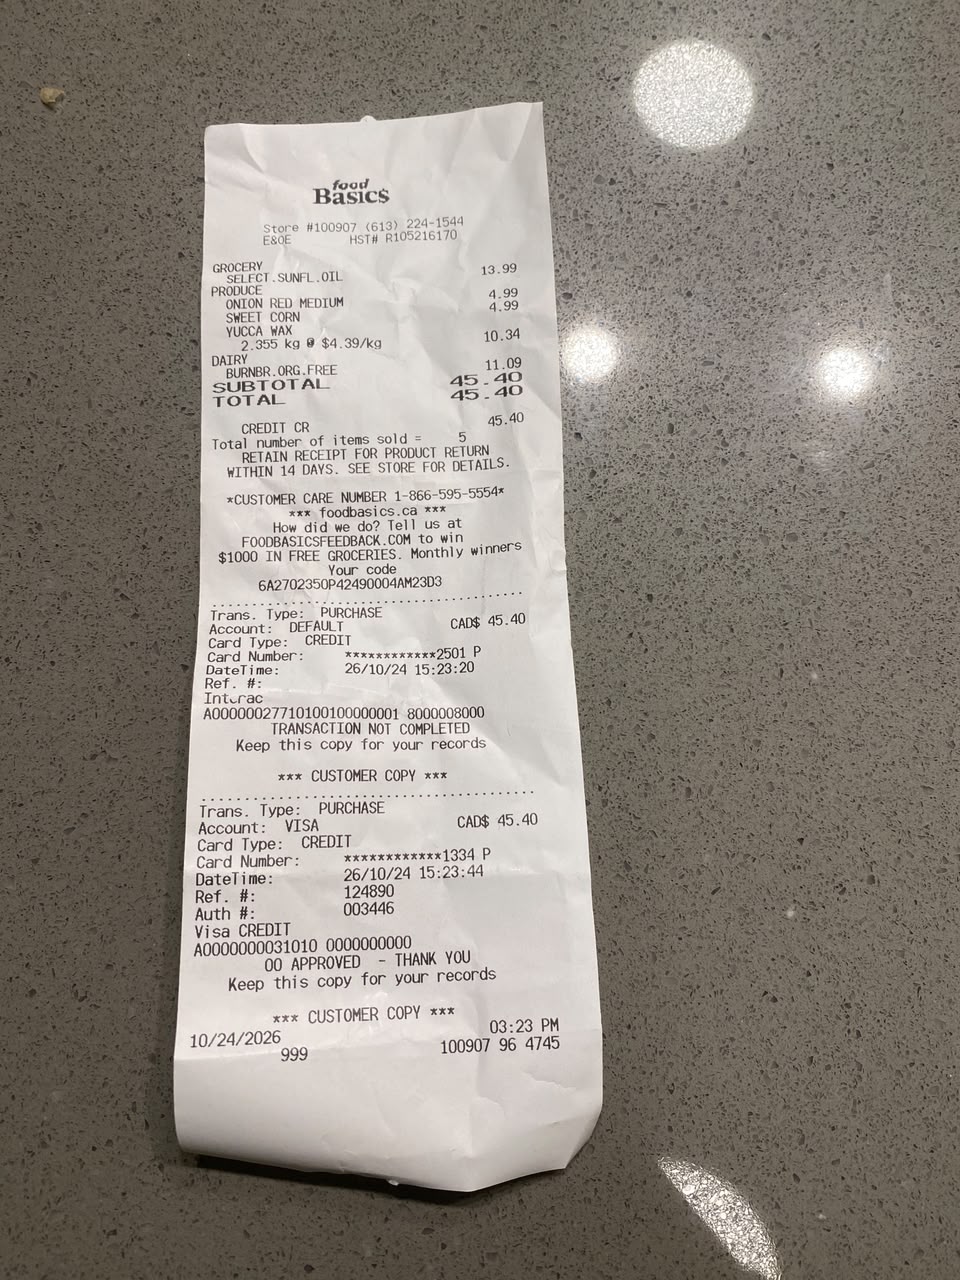 food
Basics
Store #100907 (613) 224-1544
E&OE HST# R105216170
GROCERY
SELECT.SUNFL.OIL 13.99
PRODUCE
ONION RED MEDIUM 4.99
SWEET CORN 4.99
YUCCA WAX
2.355 kg @ $4.39/kg 10.34
DAIRY
BURNBR.ORG.FREE 11.09
SUBTOTAL 45.40
TOTAL 45.40
CREDIT CR 45.40
Total number of items sold = 5
RETAIN RECEIPT FOR PRODUCT RETURN
WITHIN 14 DAYS. SEE STORE FOR DETAILS.
*CUSTOMER CARE NUMBER 1-866-595-5554*
*** foodbasics.ca ***
How did we do? Tell us at
FOODBASICSFEEDBACK.COM to win
$1000 IN FREE GROCERIES. Monthly winners
Your code
6A2702350P42490004AM23D3
Trans. Type: PURCHASE
Account: DEFAULT CAD$ 45.40
Card Type: CREDIT
Card Number: ************2501 P
DateTime: 26/10/24 15:23:20
Ref. #:
Interac
A00000027710100100000001 8000008000
TRANSACTION NOT COMPLETED
Keep this copy for your records
*** CUSTOMER COPY ***
Trans. Type: PURCHASE
Account: VISA CAD$ 45.40
Card Type: CREDIT
Card Number: ************1334 P
DateTime: 26/10/24 15:23:44
Ref. #: 124890
Auth #: 003446
Visa CREDIT
A0000000031010 0000000000
00 APPROVED - THANK YOU
Keep this copy for your records
*** CUSTOMER COPY ***
10/24/2026 03:23 PM
999 100907 96 4745